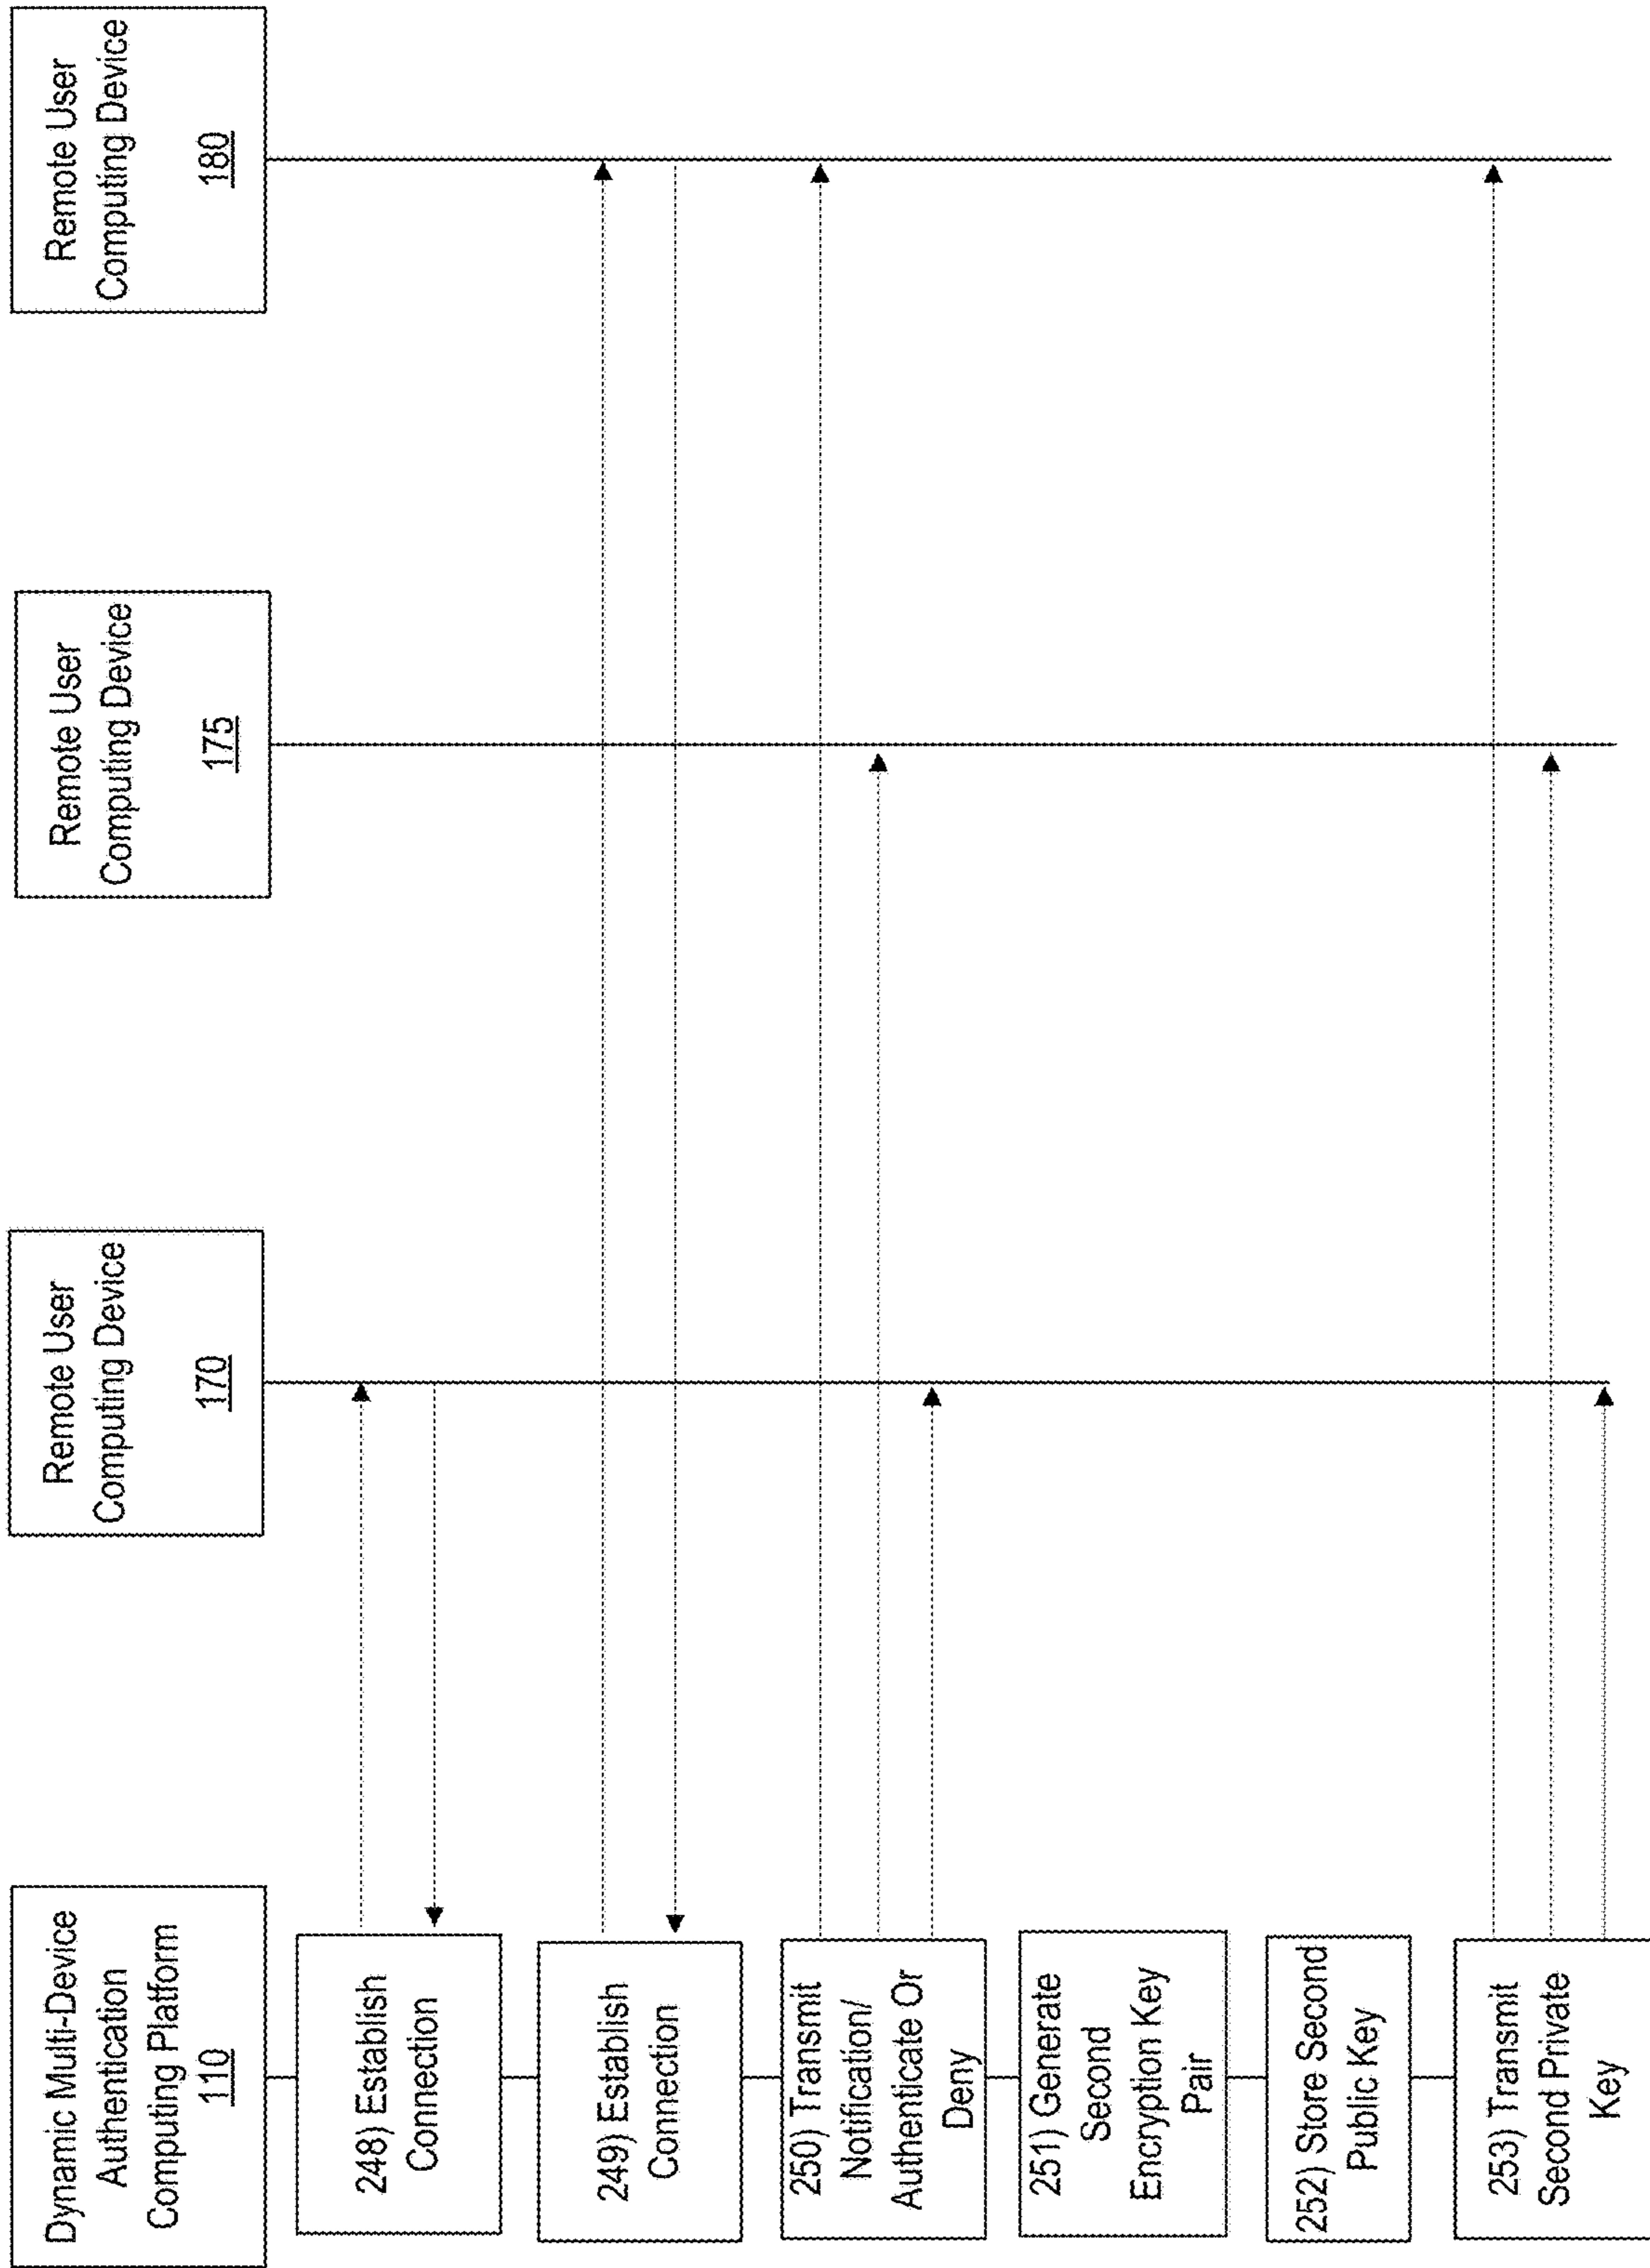 Dynamic Multi-Device
Authentication
Computing Platform
110
Remote User
Computing Device
170
Remote User
Computing Device
175
Remote User
Computing Device
180
248) Establish
Connection
249) Establish
Connection
250) Transmit
Notification/
Authenticate Or
Deny
251) Generate
Second
Encryption Key
Pair
252) Store Second
Public Key
253) Transmit
Second Private
Key